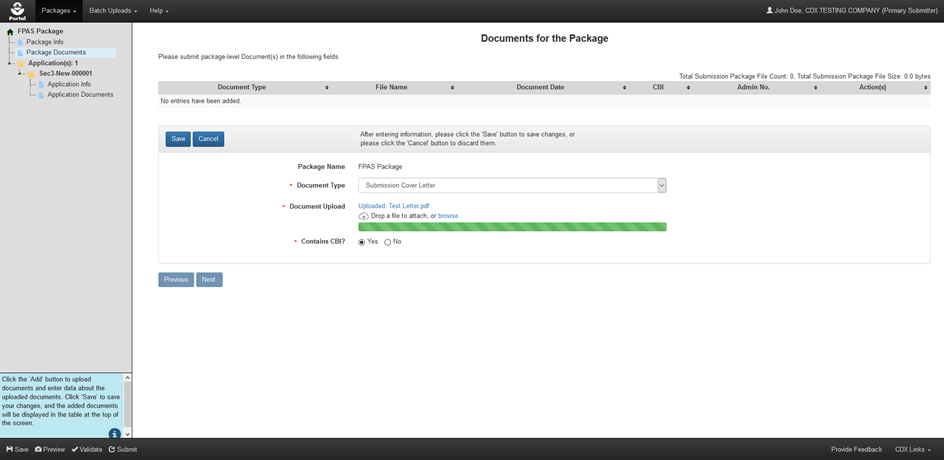 Portal
Packages
Batch Uploads
Help
John Doe, CDX TESTING COMPANY (Primary Submitter)
FPAS Package
Package Info
Package Documents
Application(s): 1
Sec3-New-000001
Application Info
Application Documents
Documents for the Package
Please submit package-level Document(s) in the following fields.
Total Submission Package File Count: 0, Total Submission Package File Size: 0.0 bytes
Document Type File Name Document Date CBI Admin No. Action(s)
No entries have been added.
Save Cancel
After entering information, please click the 'Save' button to save changes, or
please click the 'Cancel' button to discard them.
Package Name FPAS Package
* Document Type Submission Cover Letter
* Document Upload Uploaded: Test Letter.pdf
Drop a file to attach, or browse
* Contains CBI? Yes No
Previous Next
Click the 'Add' button to upload
documents and enter data about the
uploaded documents. Click 'Save' to save
your changes, and the added documents
will be displayed in the table at the top of
the screen.
Save Preview Validate Submit
Provide Feedback CDX Links